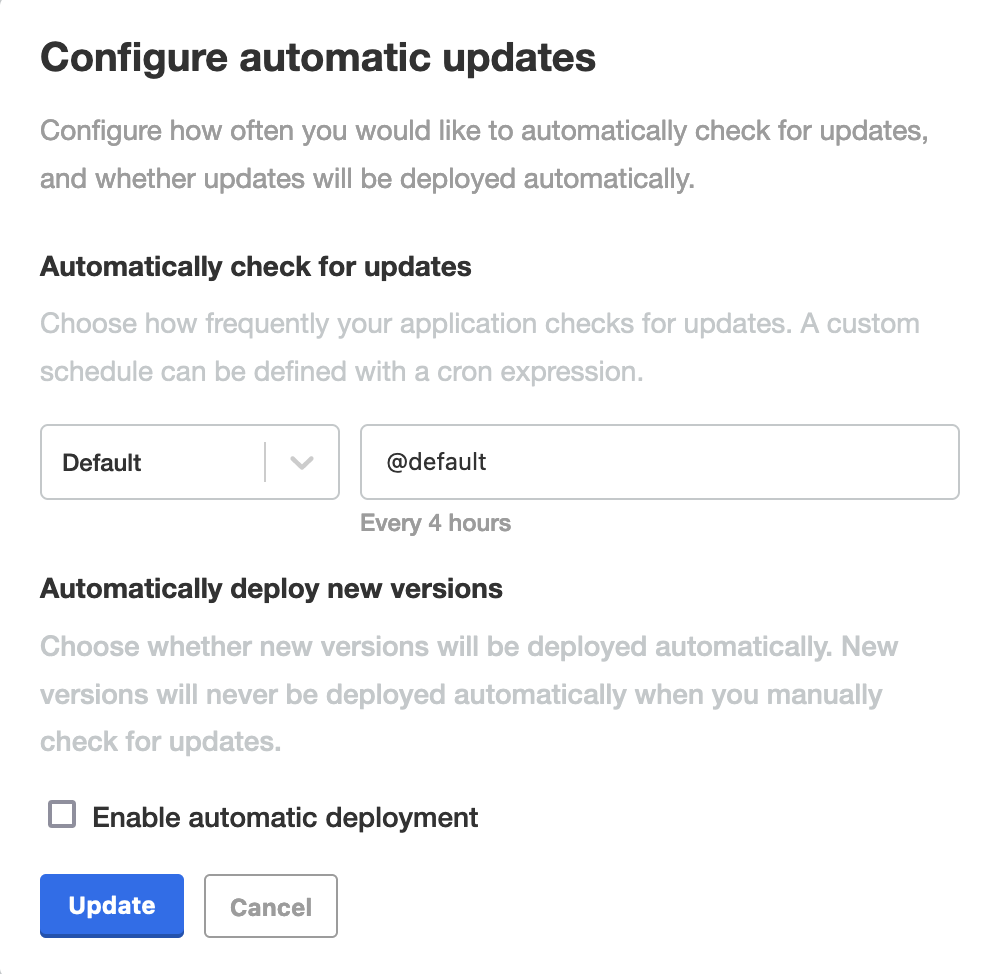 Configure automatic updates
Configure how often you would like to automatically check for updates,
and whether updates will be deployed automatically.
Automatically check for updates
Choose how frequently your application checks for updates. A custom
schedule can be defined with a cron expression.
Default
@default
Every 4 hours
Automatically deploy new versions
Choose whether new versions will be deployed automatically. New
versions will never be deployed automatically when you manually
check for updates.
Enable automatic deployment
Update
Cancel